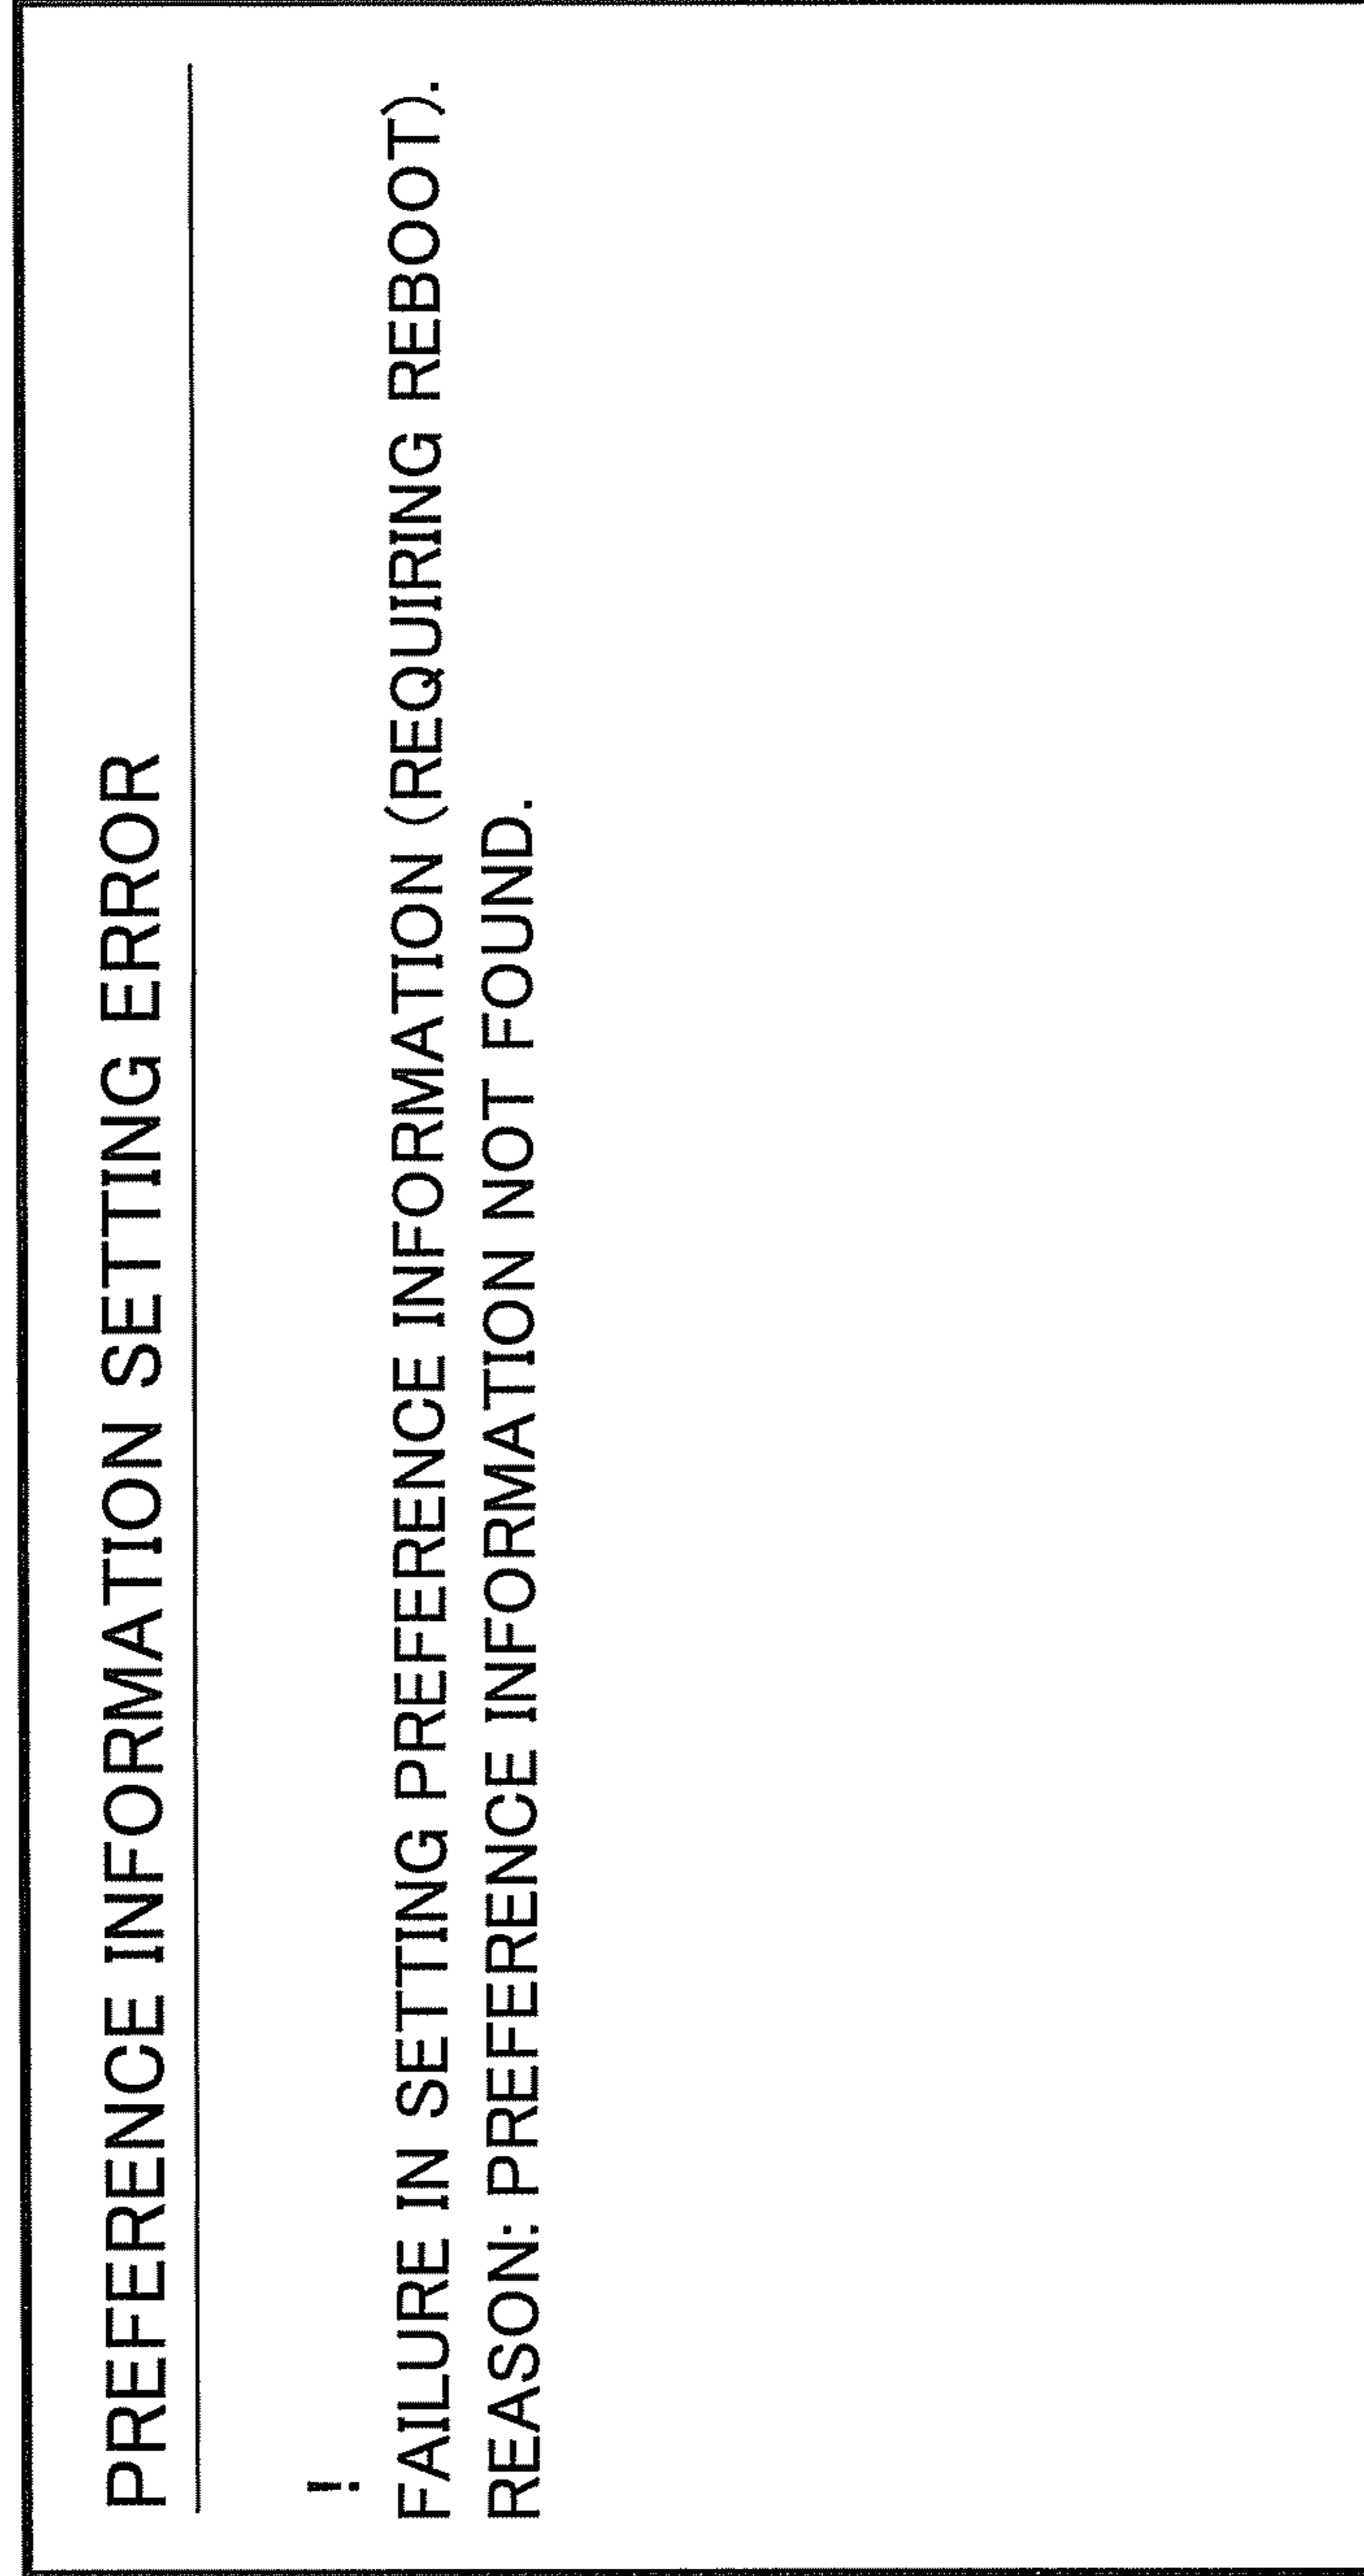 PREFERENCE INFORMATION SETTING ERROR
!
FAILURE IN SETTING PREFERENCE INFORMATION (REQUIRING REBOOT).
REASON: PREFERENCE INFORMATION NOT FOUND.